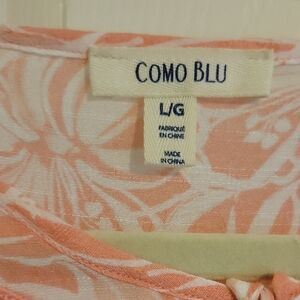 COMO BLU
L/G
FABRIQUÉ
EN CHINE
MADE
IN CHINA